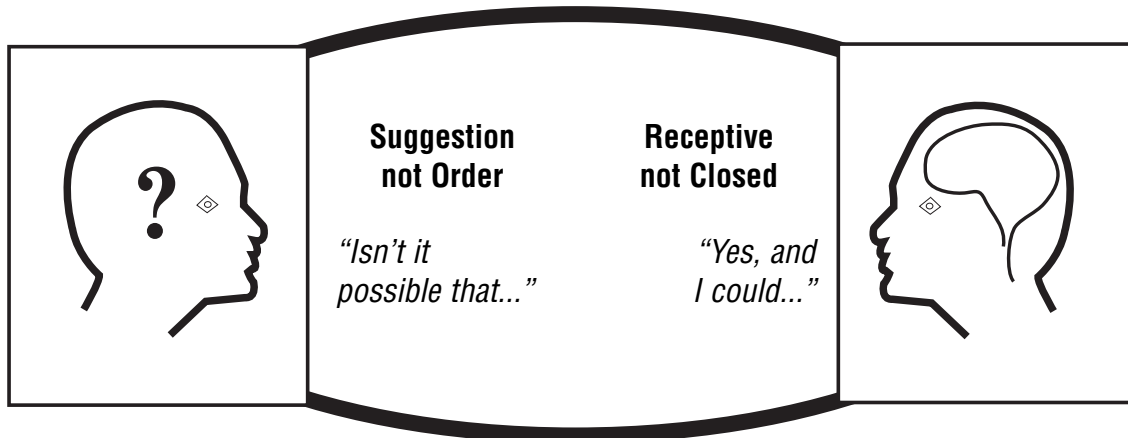 ?
Suggestion
not Order
“Isn’t it
possible that...”
Receptive
not Closed
“Yes, and
I could...”